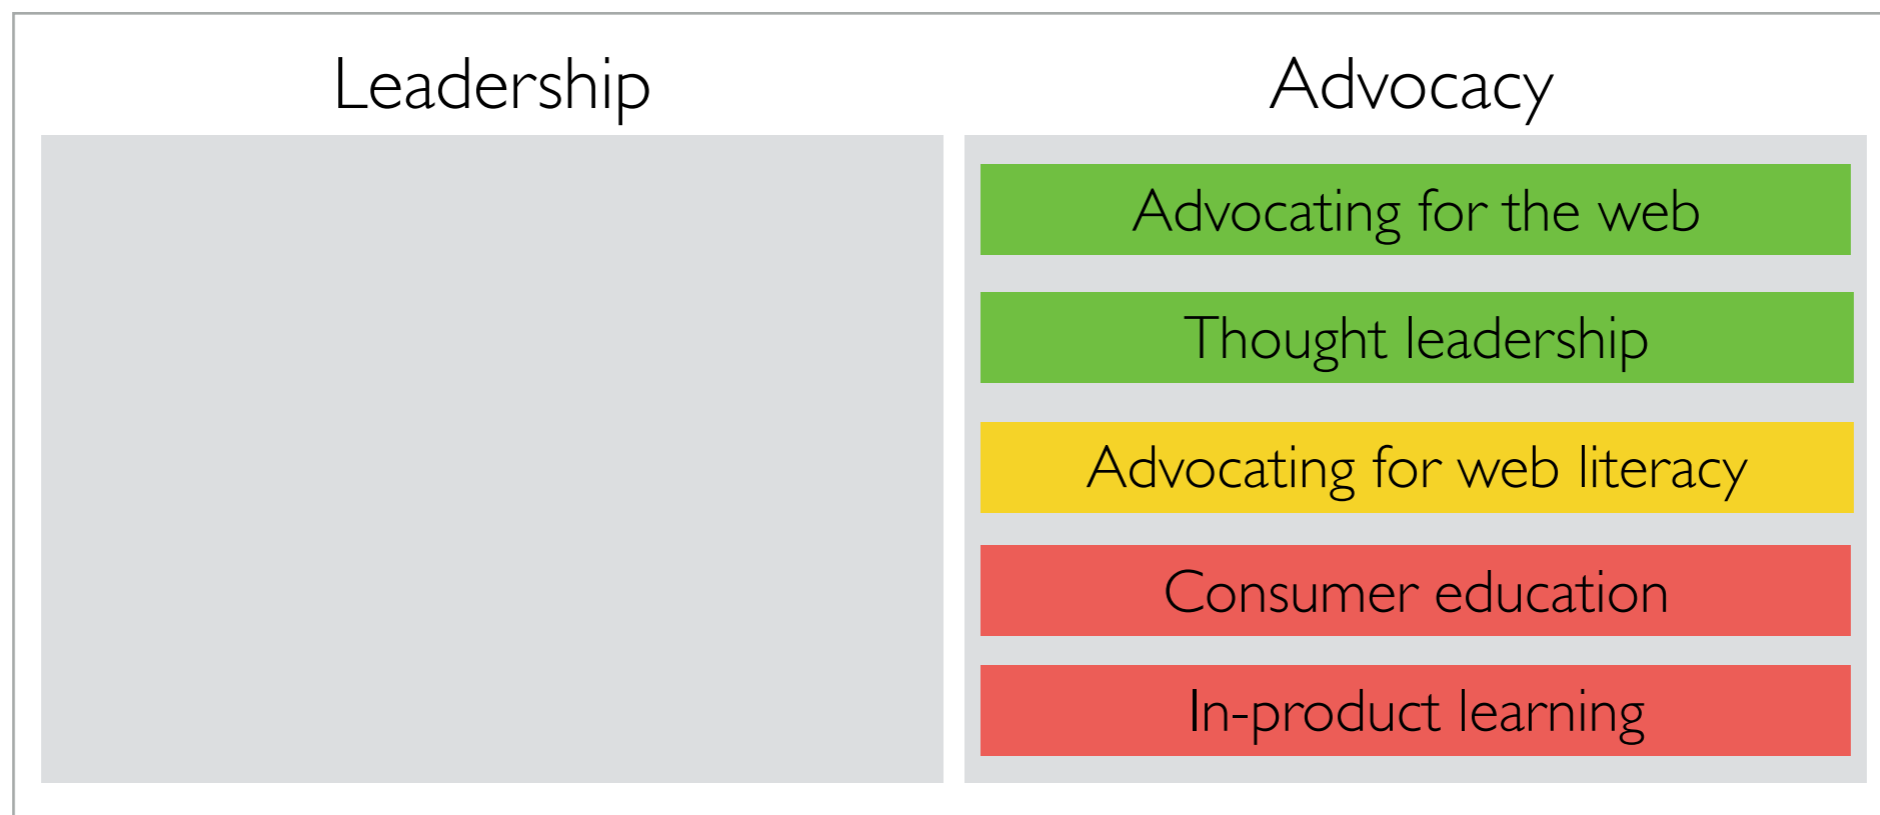 Leadership
Advocacy
Advocating for the web
Thought leadership
Advocating for web literacy
Consumer education
In-product learning